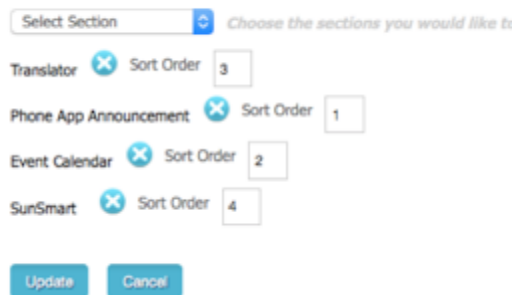 Select Section Choose the sections you would like to
Translator Sort Order 3
Phone App Announcement Sort Order 1
Event Calendar Sort Order 2
SunSmart Sort Order 4
Update Cancel